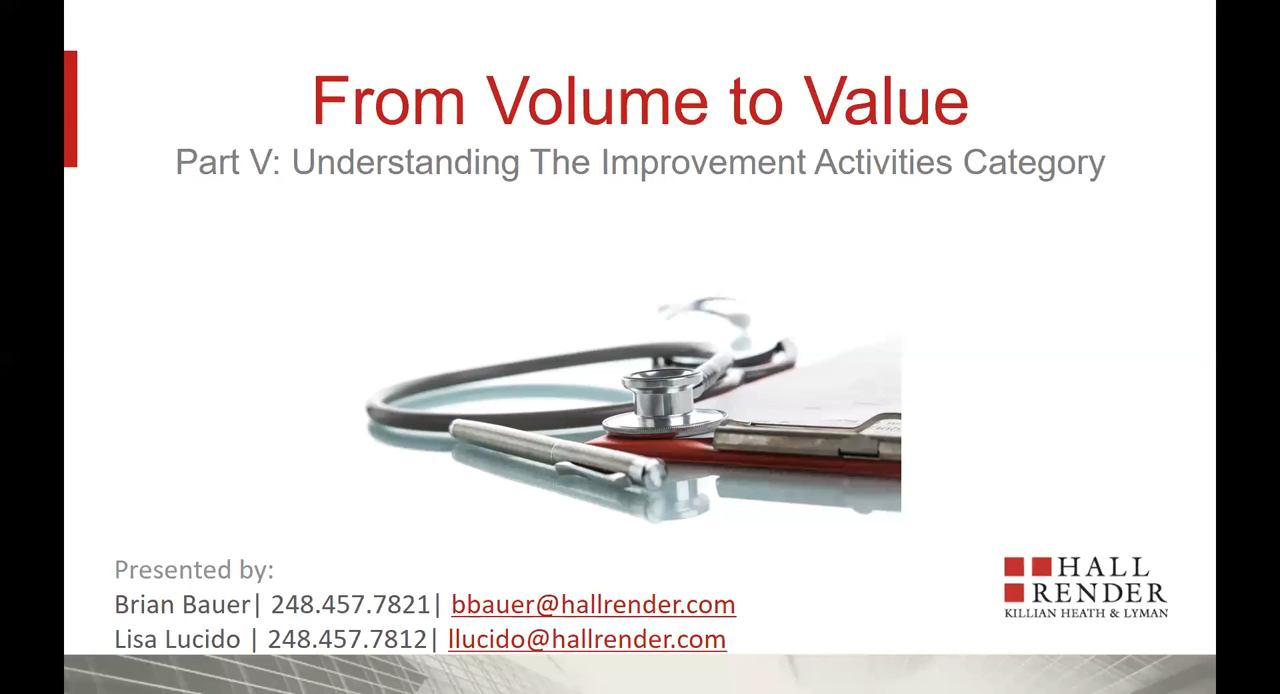 From Volume to Value
Part V: Understanding The Improvement Activities Category
Presented by:
Brian Bauer| 248.457.7821| bbauer@hallrender.com
Lisa Lucido | 248.457.7812| llucido@hallrender.com
HALL
RENDER
KILLIAN HEATH & LYMAN